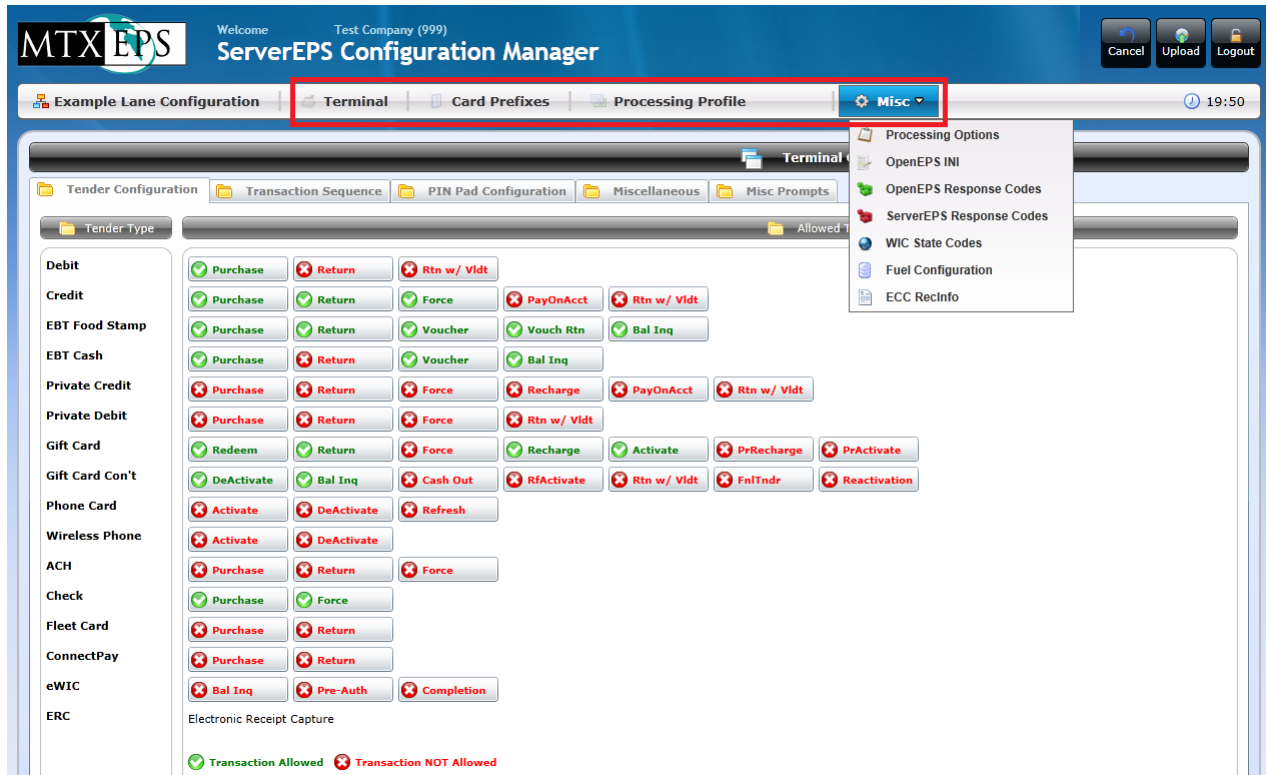 MTX EPS
Welcome Test Company (999)
ServerEPS Configuration Manager
Cancel Upload Logout
Example Lane Configuration Terminal Card Prefixes Processing Profile Misc 19:50
Processing Options
OpenEPS INI
OpenEPS Response Codes
ServerEPS Response Codes
WIC State Codes
Fuel Configuration
ECC RecInfo
Terminal
Tender Configuration Transaction Sequence PIN Pad Configuration Miscellaneous Misc Prompts
Tender Type Allowed
Debit Purchase Return Rtn w/ Vldt
Credit Purchase Return Force PayOnAcct Rtn w/ Vldt
EBT Food Stamp Purchase Return Voucher Vouch Rtn Bal Inq
EBT Cash Purchase Return Voucher Bal Inq
Private Credit Purchase Return Force Recharge PayOnAcct Rtn w/ Vldt
Private Debit Purchase Return Force Rtn w/ Vldt
Gift Card Redeem Return Force Recharge Activate PrRecharge PrActivate
Gift Card Con't DeActivate Bal Inq Cash Out RfActivate Rtn w/ Vldt FnlTndr Reactivation
Phone Card Activate DeActivate Refresh
Wireless Phone Activate DeActivate
ACH Purchase Return Force
Check Purchase Force
Fleet Card Purchase Return
ConnectPay Purchase Return
eWIC Bal Inq Pre-Auth Completion
ERC Electronic Receipt Capture
Transaction Allowed Transaction NOT Allowed